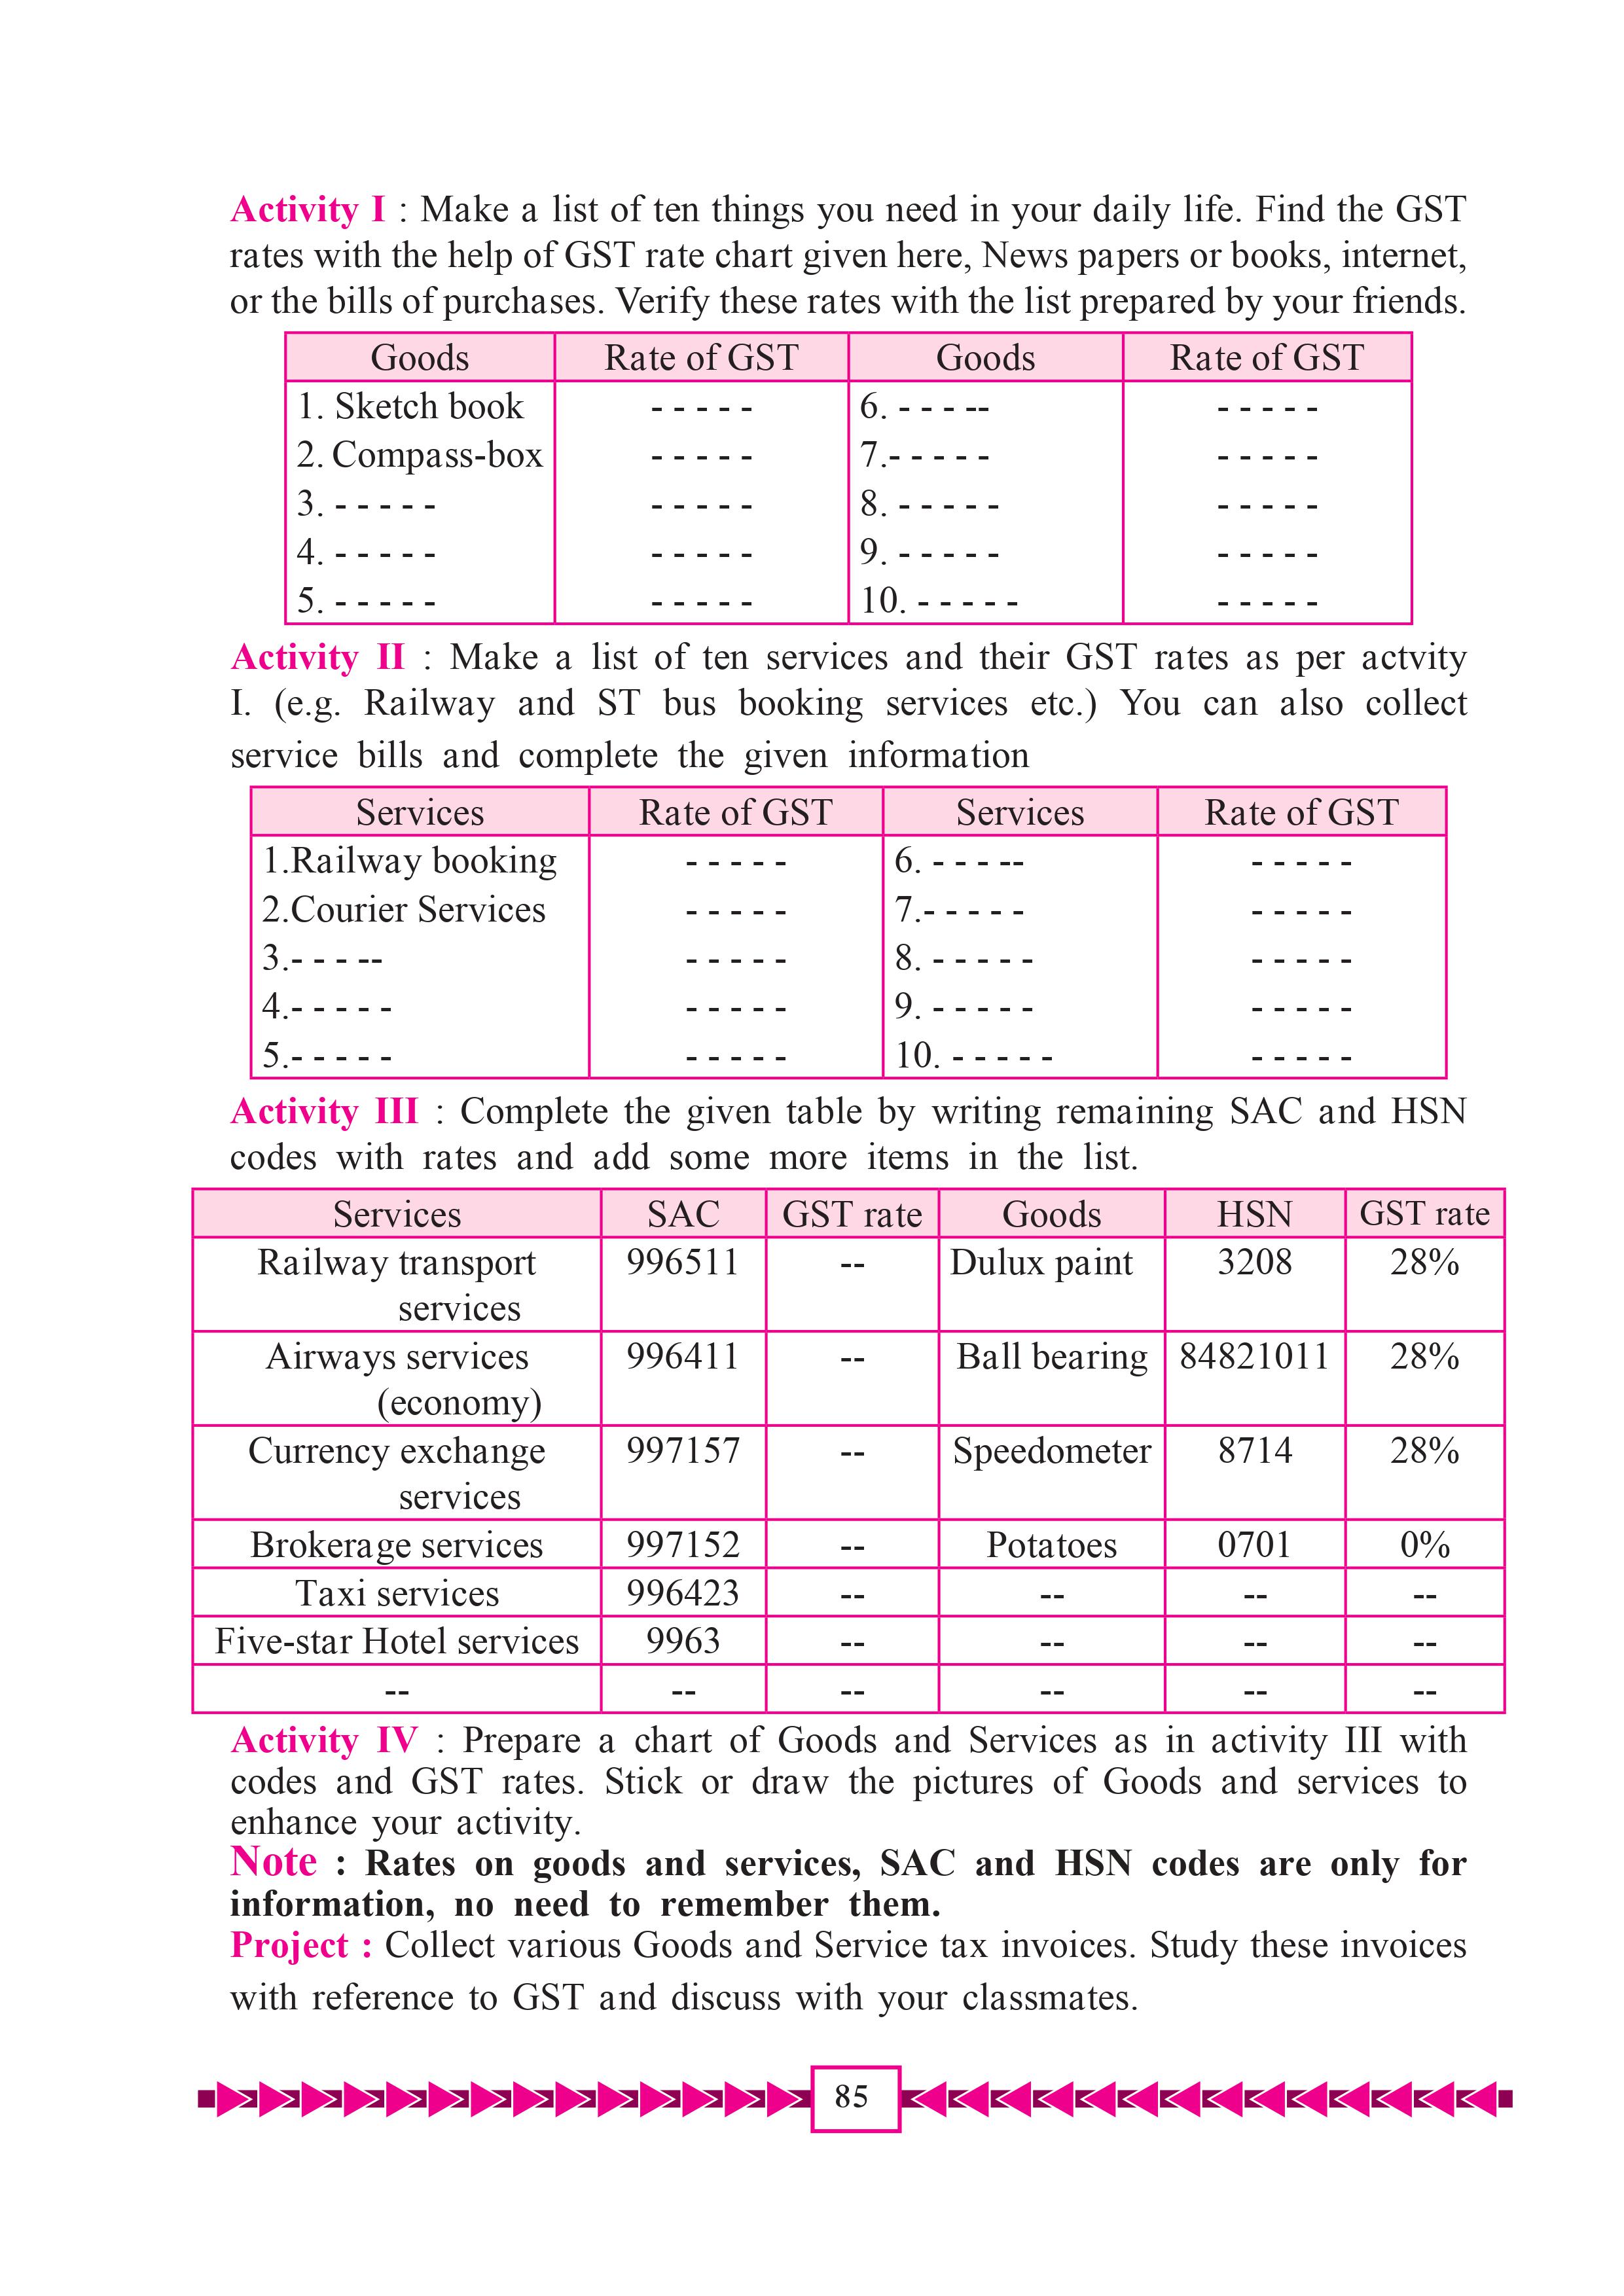 Activity I : Make a list of ten things you need in your daily life. Find the GST
rates with the help of GST rate chart given here, News papers or books, internet,
or the bills of purchases. Verify these rates with the list prepared by your friends.
Goods Rate of GST Goods Rate of GST
1. Sketch book - - - - - 6. - - - -- - - - - -
2. Compass-box - - - - - 7.- - - - - - - - - -
3. - - - - - - - - - - 8. - - - - - - - - - -
4. - - - - - - - - - - 9. - - - - - - - - - -
5. - - - - - - - - - - 10. - - - - - - - - - -
Activity II : Make a list of ten services and their GST rates as per actvity
I. (e.g. Railway and ST bus booking services etc.) You can also collect
service bills and complete the given information
Services Rate of GST Services Rate of GST
1.Railway booking - - - - - 6. - - - -- - - - - -
2.Courier Services - - - - - 7.- - - - - - - - - -
3.- - - -- - - - - - 8. - - - - - - - - - -
4.- - - - - - - - - - 9. - - - - - - - - - -
5.- - - - - - - - - - 10. - - - - - - - - - -
Activity III : Complete the given table by writing remaining SAC and HSN
codes with rates and add some more items in the list.
Services SAC GST rate Goods HSN GST rate
Railway transport 996511 -- Dulux paint 3208 28%
services
Airways services 996411 -- Ball bearing 84821011 28%
(economy)
Currency exchange 997157 -- Speedometer 8714 28%
services
Brokerage services 997152 -- Potatoes 0701 0%
Taxi services 996423 -- -- -- --
Five-star Hotel services 9963 -- -- -- --
-- -- -- -- -- --
Activity IV : Prepare a chart of Goods and Services as in activity III with
codes and GST rates. Stick or draw the pictures of Goods and services to
enhance your activity.
Note : Rates on goods and services, SAC and HSN codes are only for
information, no need to remember them.
Project : Collect various Goods and Service tax invoices. Study these invoices
with reference to GST and discuss with your classmates.
85